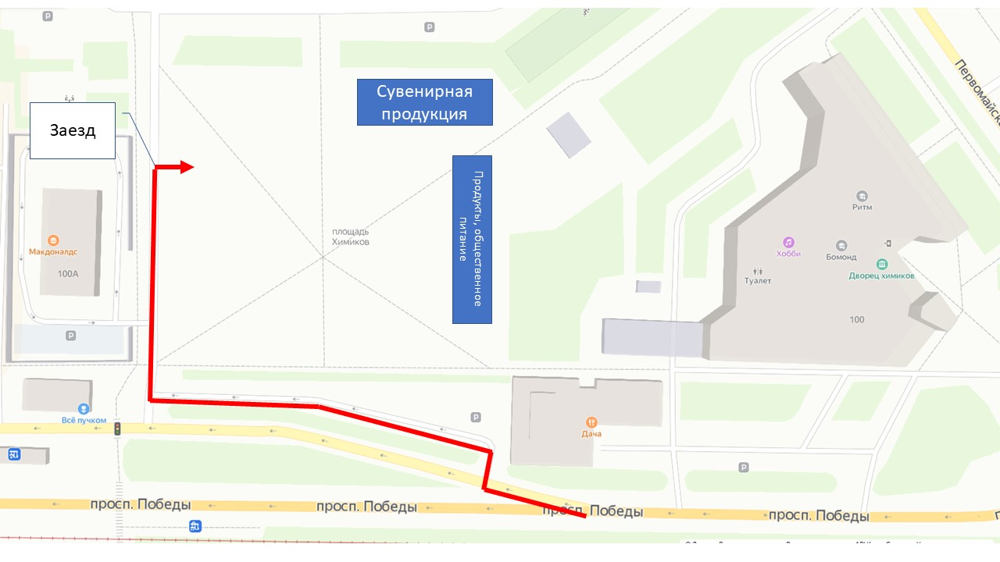 P
P
Первомайск
Сувенирная
продукция
Заезд
Продукты, общественное
питание
Ритм
площадь
Химиков
Макдоналдс
100А
Хобби
Бомонд
Туалет
Дворец химиков
100
P
Всё пучком
P
Дача
P
просп. Победы
просп. Победы
просп. Победы
просп. Победы